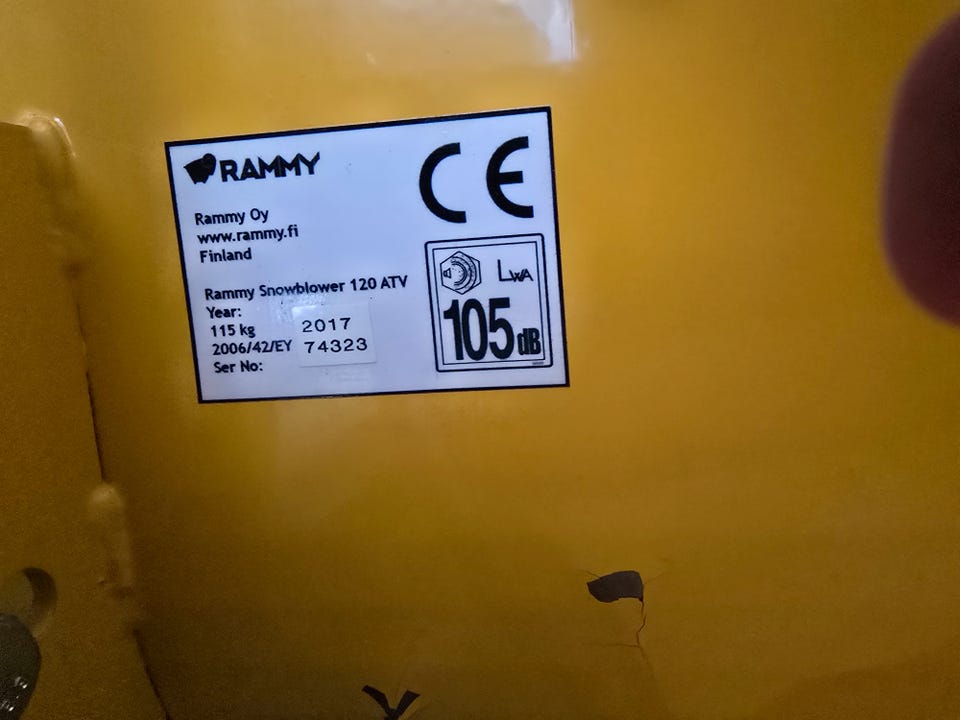 RAMMY
CE
Rammy Oy
www.rammy.fi
Finland
Rammy Snowblower 120 ATV
Year:
2017
115 kg
2006/42/EY
74323
Ser No:
LWA
105 dB